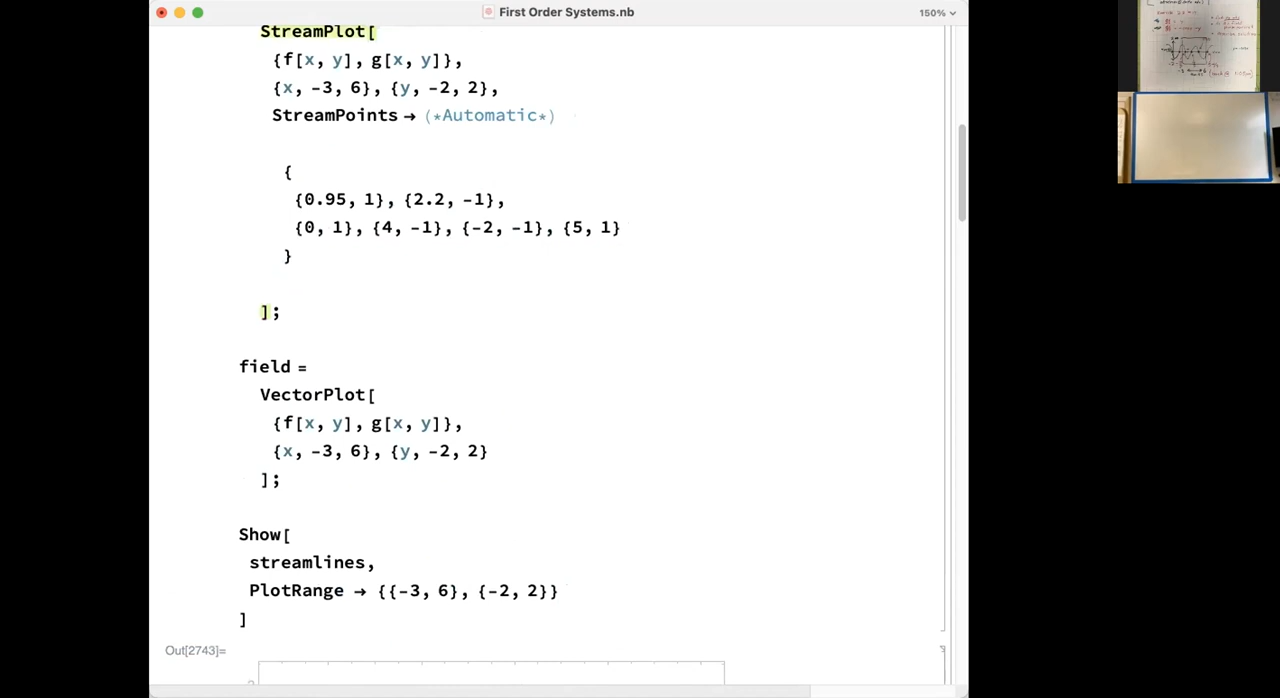 First Order Systems.nb
150%
StreamPlot[
{f[x, y], g[x, y]},
{x, -3, 6}, {y, -2, 2},
StreamPoints → (*Automatic*)
{
{0.95, 1}, {2.2, -1},
{0, 1}, {4, -1}, {-2, -1}, {5, 1}
}
];
field =
VectorPlot[
{f[x, y], g[x, y]},
{x, -3, 6}, {y, -2, 2}
];
Show[
streamlines,
PlotRange → {{-3, 6}, {-2, 2}}
]
Out[2743]=